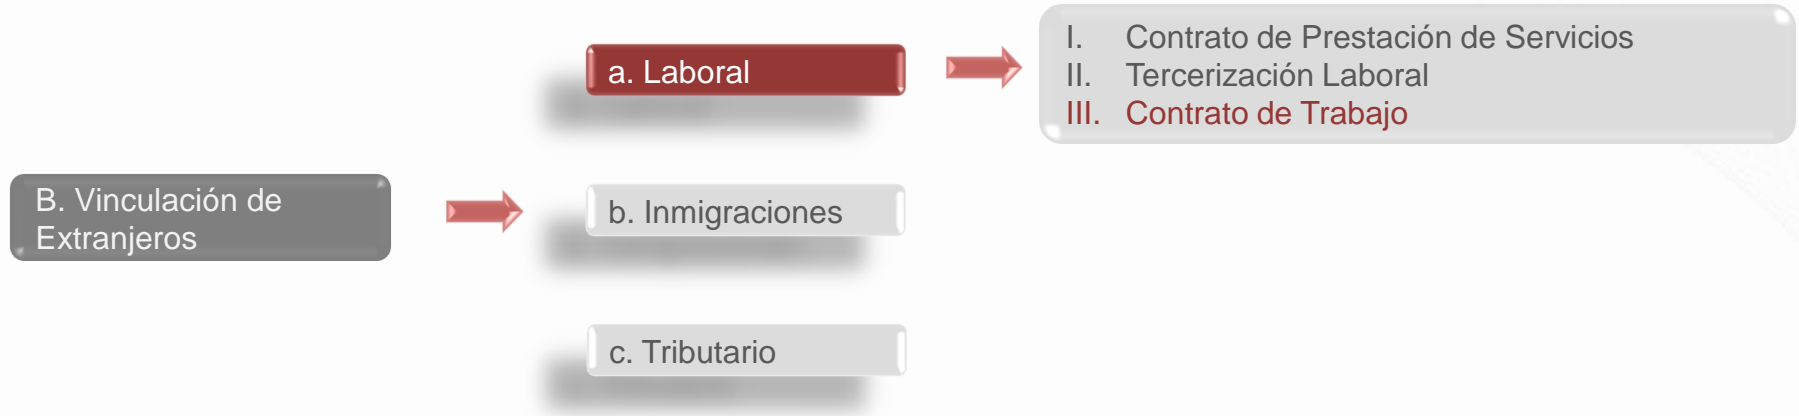 a. Laboral
I. Contrato de Prestación de Servicios
II. Tercerización Laboral
III. Contrato de Trabajo
B. Vinculación de
Extranjeros
b. Inmigraciones
c. Tributario